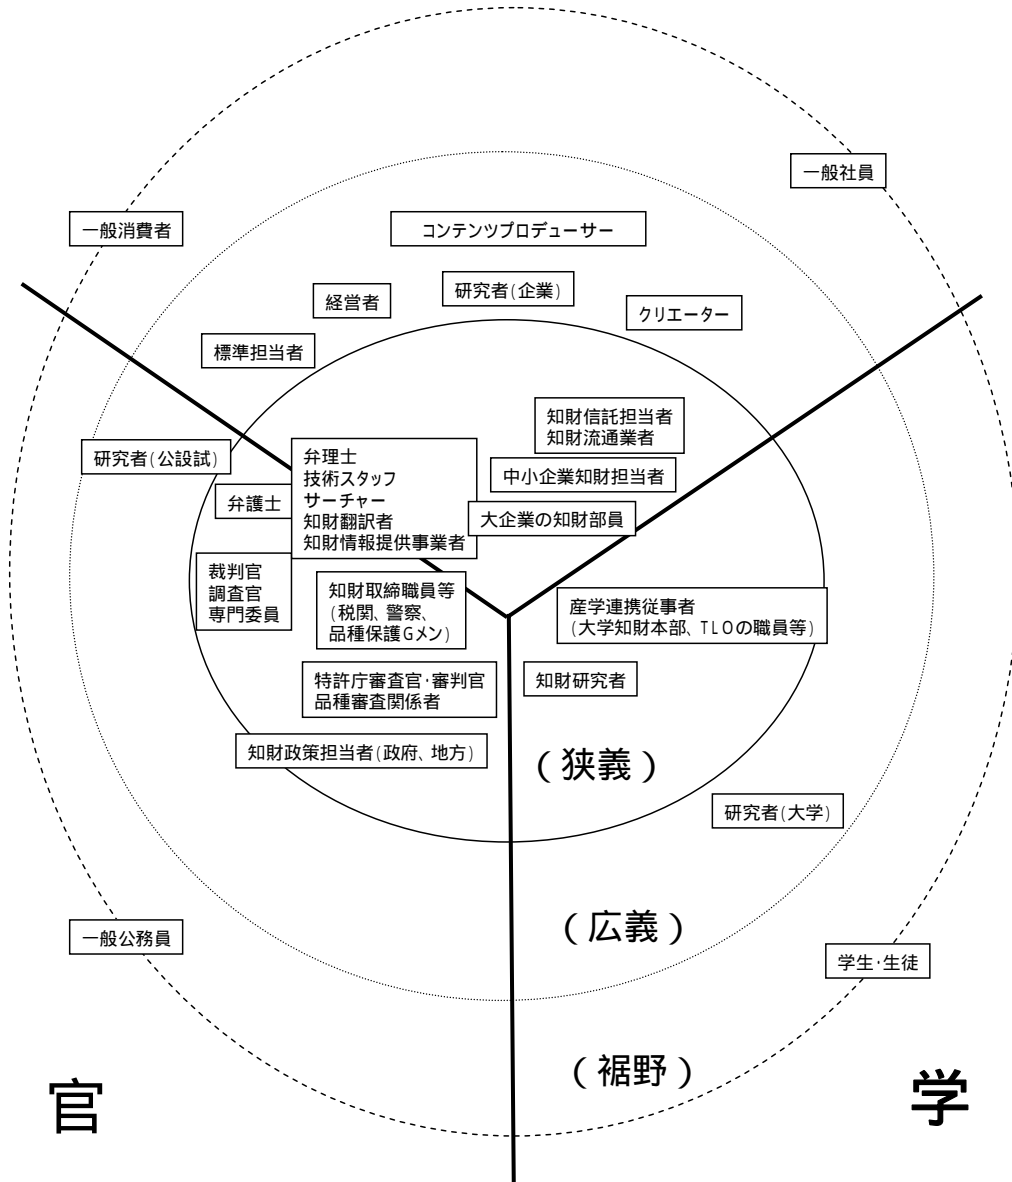 一般社員
一般消費者
コンテンツプロデューサー
研究者(企業)
経営者
クリエーター
標準担当者
知財信託担当者
知財流通業者
研究者(公設試)
弁理士
技術スタッフ
サーチャー
知財翻訳者
知財情報提供事業者
中小企業知財担当者
弁護士
大企業の知財部員
裁判官
調査官
専門委員
知財取締職員等
(税関、警察、
品種保護Gメン)
産学連携従事者
(大学知財本部、TLOの職員等)
特許庁審査官·審判官
品種審査関係者
知財研究者
知財政策担当者(政府、地方)
(狭義)
研究者(大学)
(広義)
一般公務員
学生·生徒
(裾野)
官
学